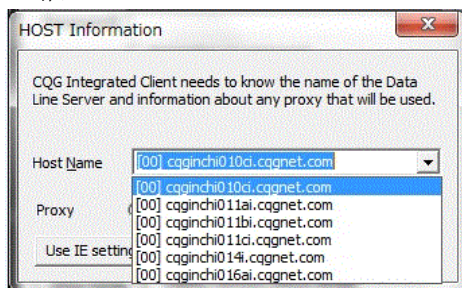 HOST Information
CQG Integrated Client needs to know the name of the Data
Line Server and information about any proxy that will be used.
Host Name [00] cqginchi010ci.cqgnet.com
[00] cqginchi010ci.cqgnet.com
[00] cqginchi011ai.cqgnet.com
Proxy [00] cqginchi011bi.cqgnet.com
[00] cqginchi011ci.cqgnet.com
Use IE setting [00] cqginchi014i.cqgnet.com
[00] cqginchi016ai.cqgnet.com